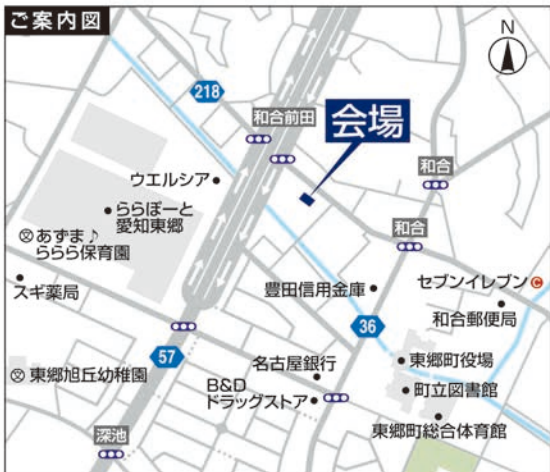 ご案内図
N
218
和合前田
会場
ウエルシア
和合
ららぽーと
愛知東郷
あずま♪
ららら保育園
和合
スギ薬局
豊田信用金庫
セブンイレブン
和合郵便局
36
57
名古屋銀行
東郷町役場
東郷旭丘幼稚園
B&D
ドラッグストア
町立図書館
東郷町総合体育館
深池